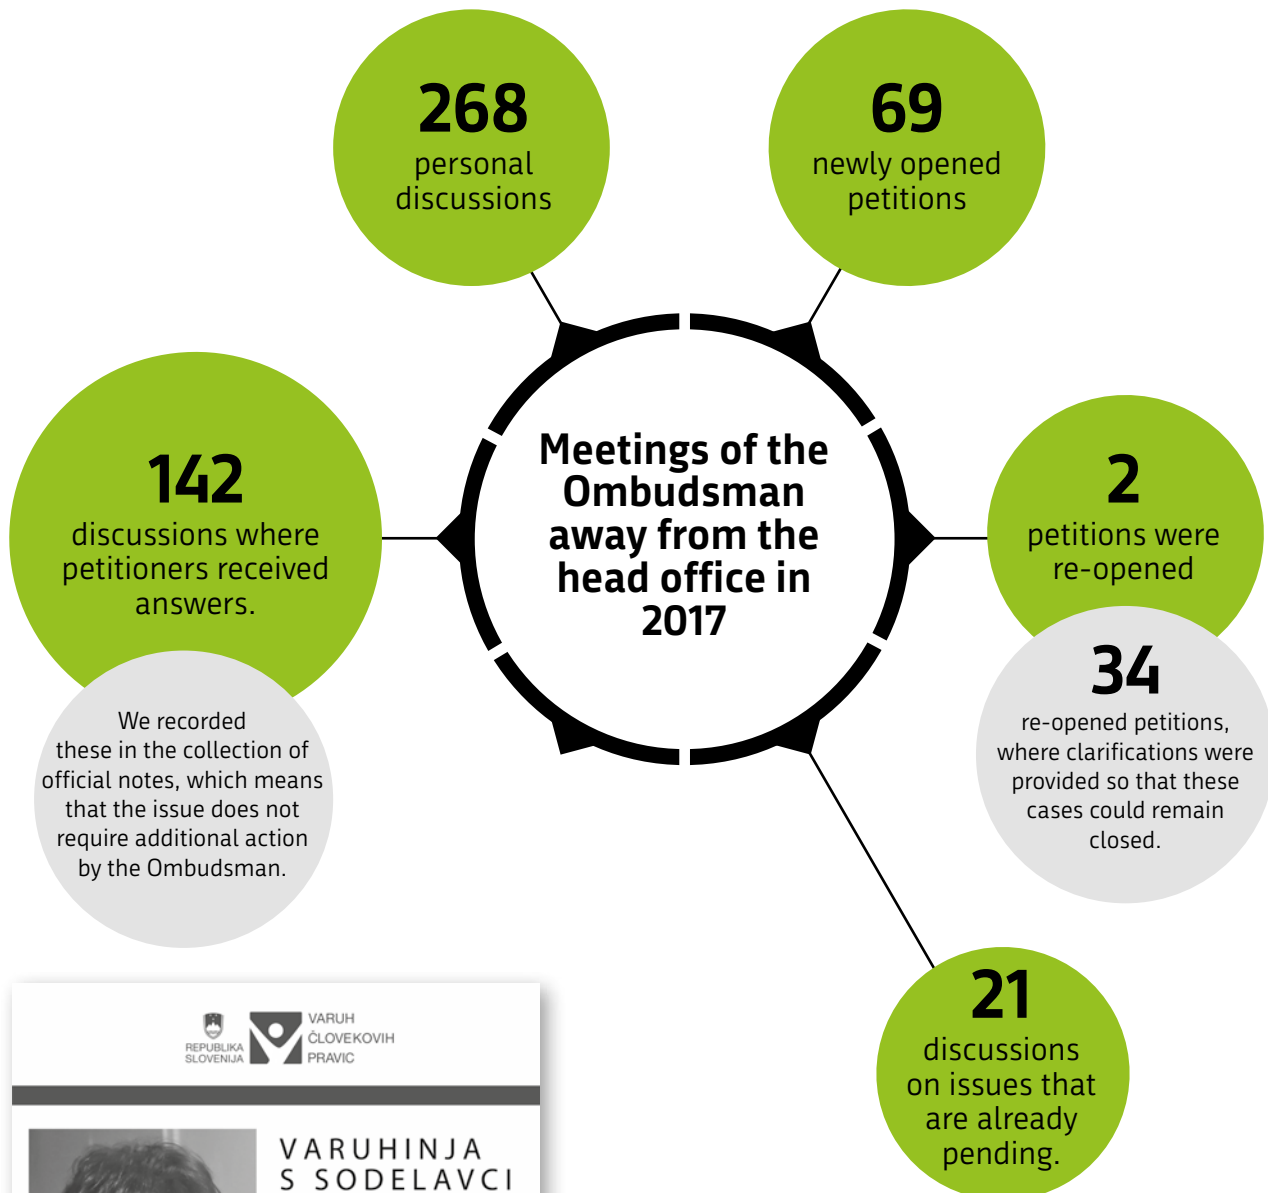 268
personal
discussions
69
newly opened
petitions
Meetings of the
Ombudsman
away from the
head office in
2017
142
discussions where
petitioners received
answers.
We recorded
these in the collection of
official notes, which means
that the issue does not
require additional action
by the Ombudsman.
2
petitions were
re-opened
34
re-opened petitions,
where clarifications were
provided so that these
cases could remain
closed.
21
discussions
on issues that
are already
pending.
REPUBLIKA
SLOVENIJA
VARUH
ČLOVEKOVIH
PRAVIC
VARUHINJA
S SODELAVCI